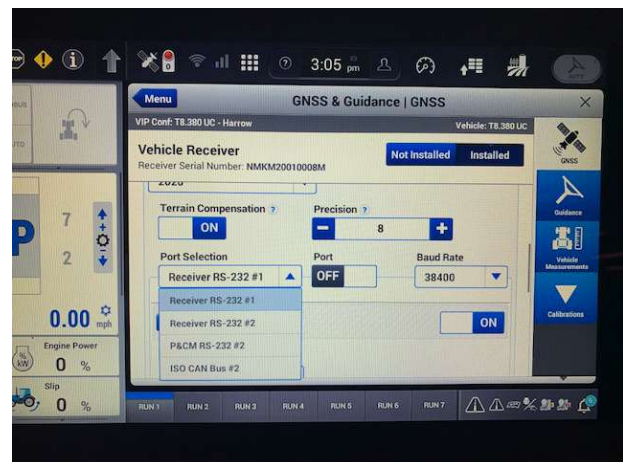 3:05 pm
AUTO
Menu
GNSS & Guidance | GNSS
VIP Conf: T8.380 UC - Harrow
Vehicle: T8.380 UC
Vehicle Receiver
Receiver Serial Number: NMKM20010008M
Not Installed
Installed
GNSS
2020
Terrain Compensation ?
Precision ?
ON
8
Guidance
7
2
P
Port Selection
Port
Baud Rate
Receiver RS-232 #1
OFF
38400
Vehicle Measurements
Receiver RS-232 #1
Receiver RS-232 #2
ON
P&CM RS-232 #2
ISO CAN Bus #2
Calibrations
0.00 mph
Engine Power
% kW
0 %
Slip
0 %
RUN 1
RUN 2
RUN 3
RUN 4
RUN 5
RUN 6
RUN 7